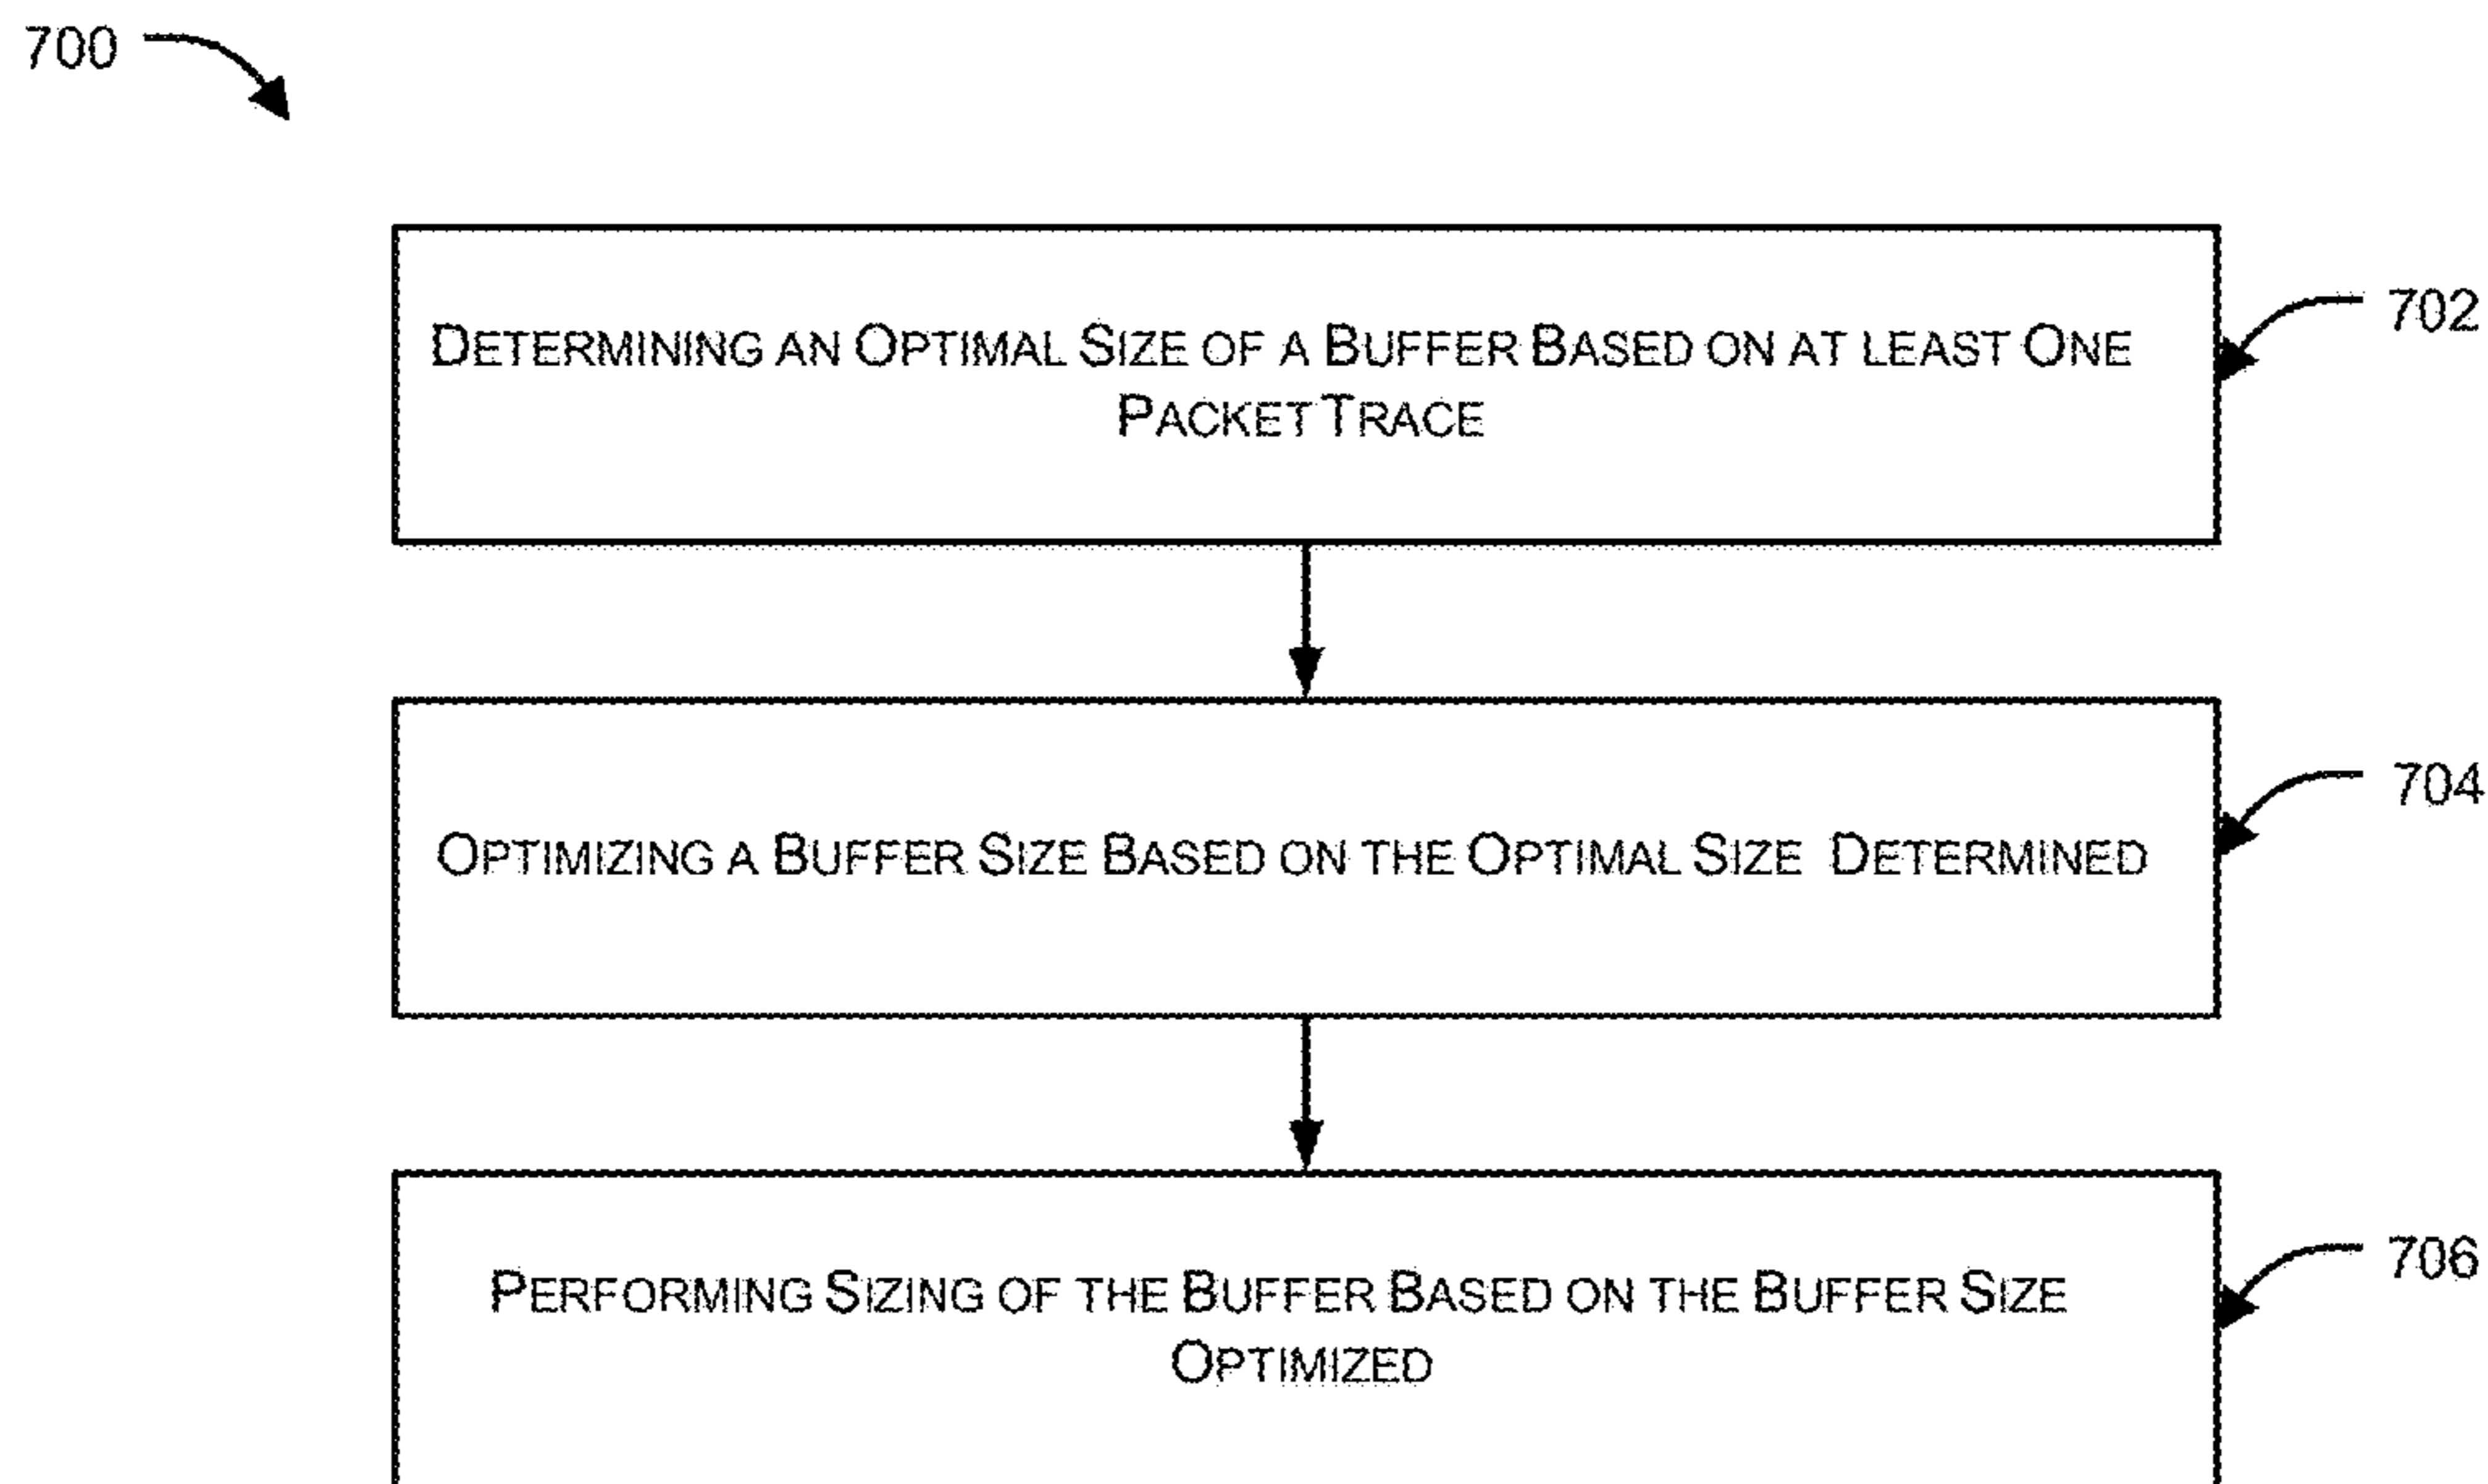 700
DETERMINING AN OPTIMAL SIZE OF A BUFFER BASED ON AT LEAST ONE
PACKET TRACE
702
OPTIMIZING A BUFFER SIZE BASED ON THE OPTIMAL SIZE DETERMINED
704
PERFORMING SIZING OF THE BUFFER BASED ON THE BUFFER SIZE
OPTIMIZED
706